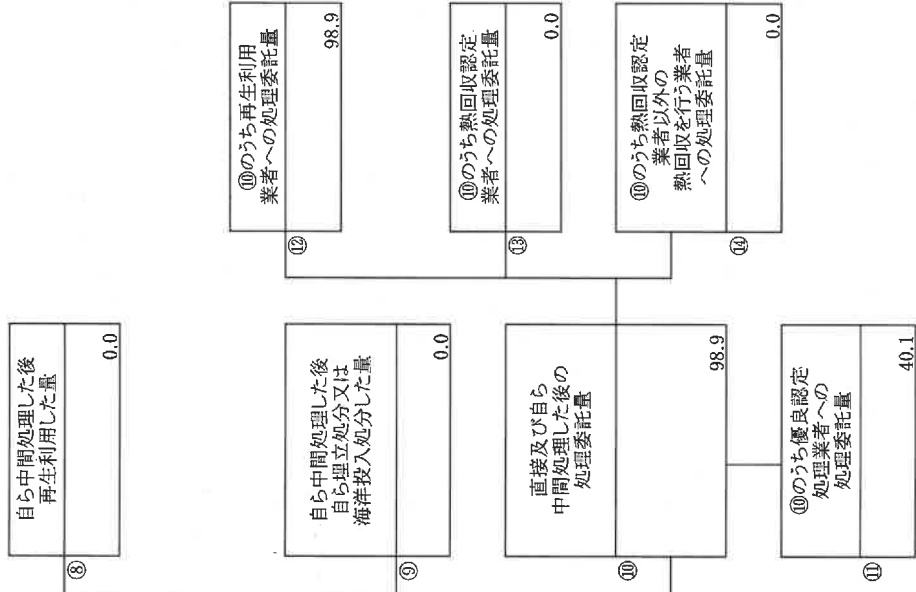 ⑧
自ら中間処理した後
再生利用した量
0.0
⑨
自ら中間処理した後
自ら埋立処分又は
海洋投入処分した量
0.0
⑩
直接及び自ら
中間処理した後の
処理委託量
98.9
⑪
⑩のうち優良認定
処理業者への
処理委託量
40.1
⑫
⑩のうち再生利用
業者への処理委託量
98.9
⑬
⑩のうち熱回収認定
業者への処理委託量
0.0
⑭
⑩のうち熱回収認定
業者以外の
熱回収を行う業者
への処理委託量
0.0